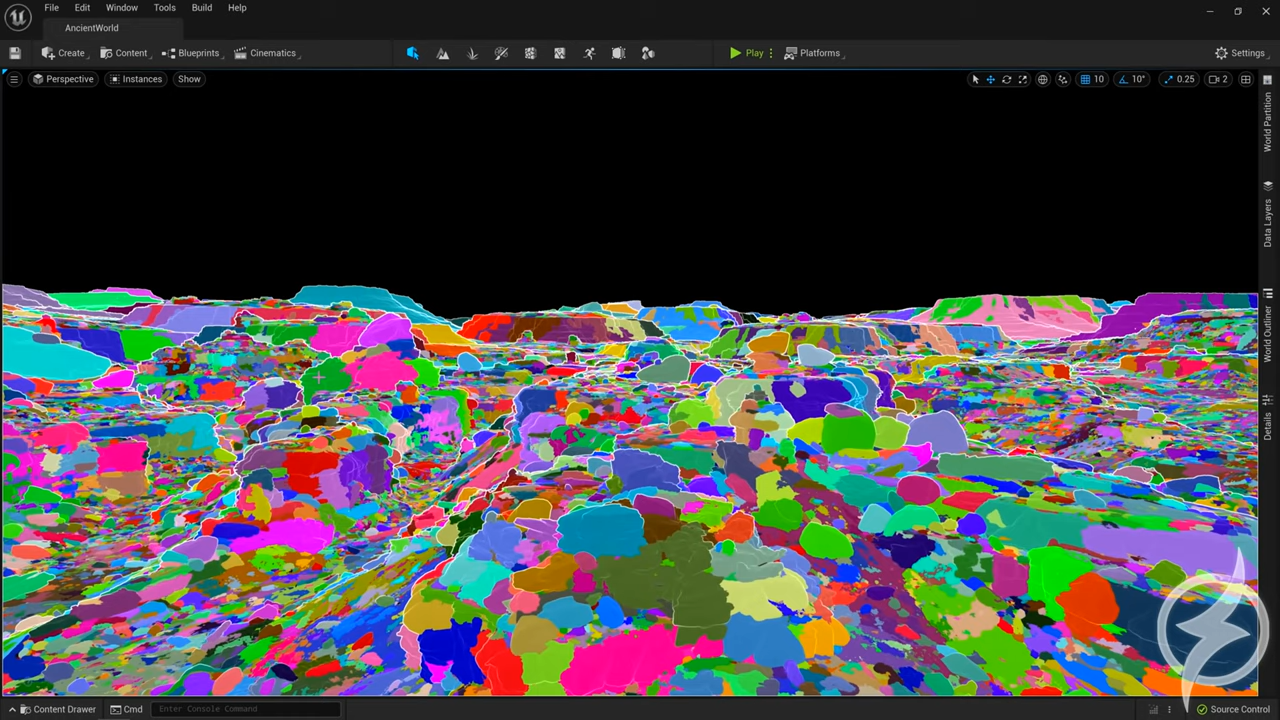 File Edit Window Tools Build Help
AncientWorld
Create Content Blueprints Cinematics Play Platforms Settings
Perspective Instances Show 10 10° 0.25 2
World Partition
Data Layers
World Outliner
Details
Content Drawer Cmd Enter Console Command Source Control